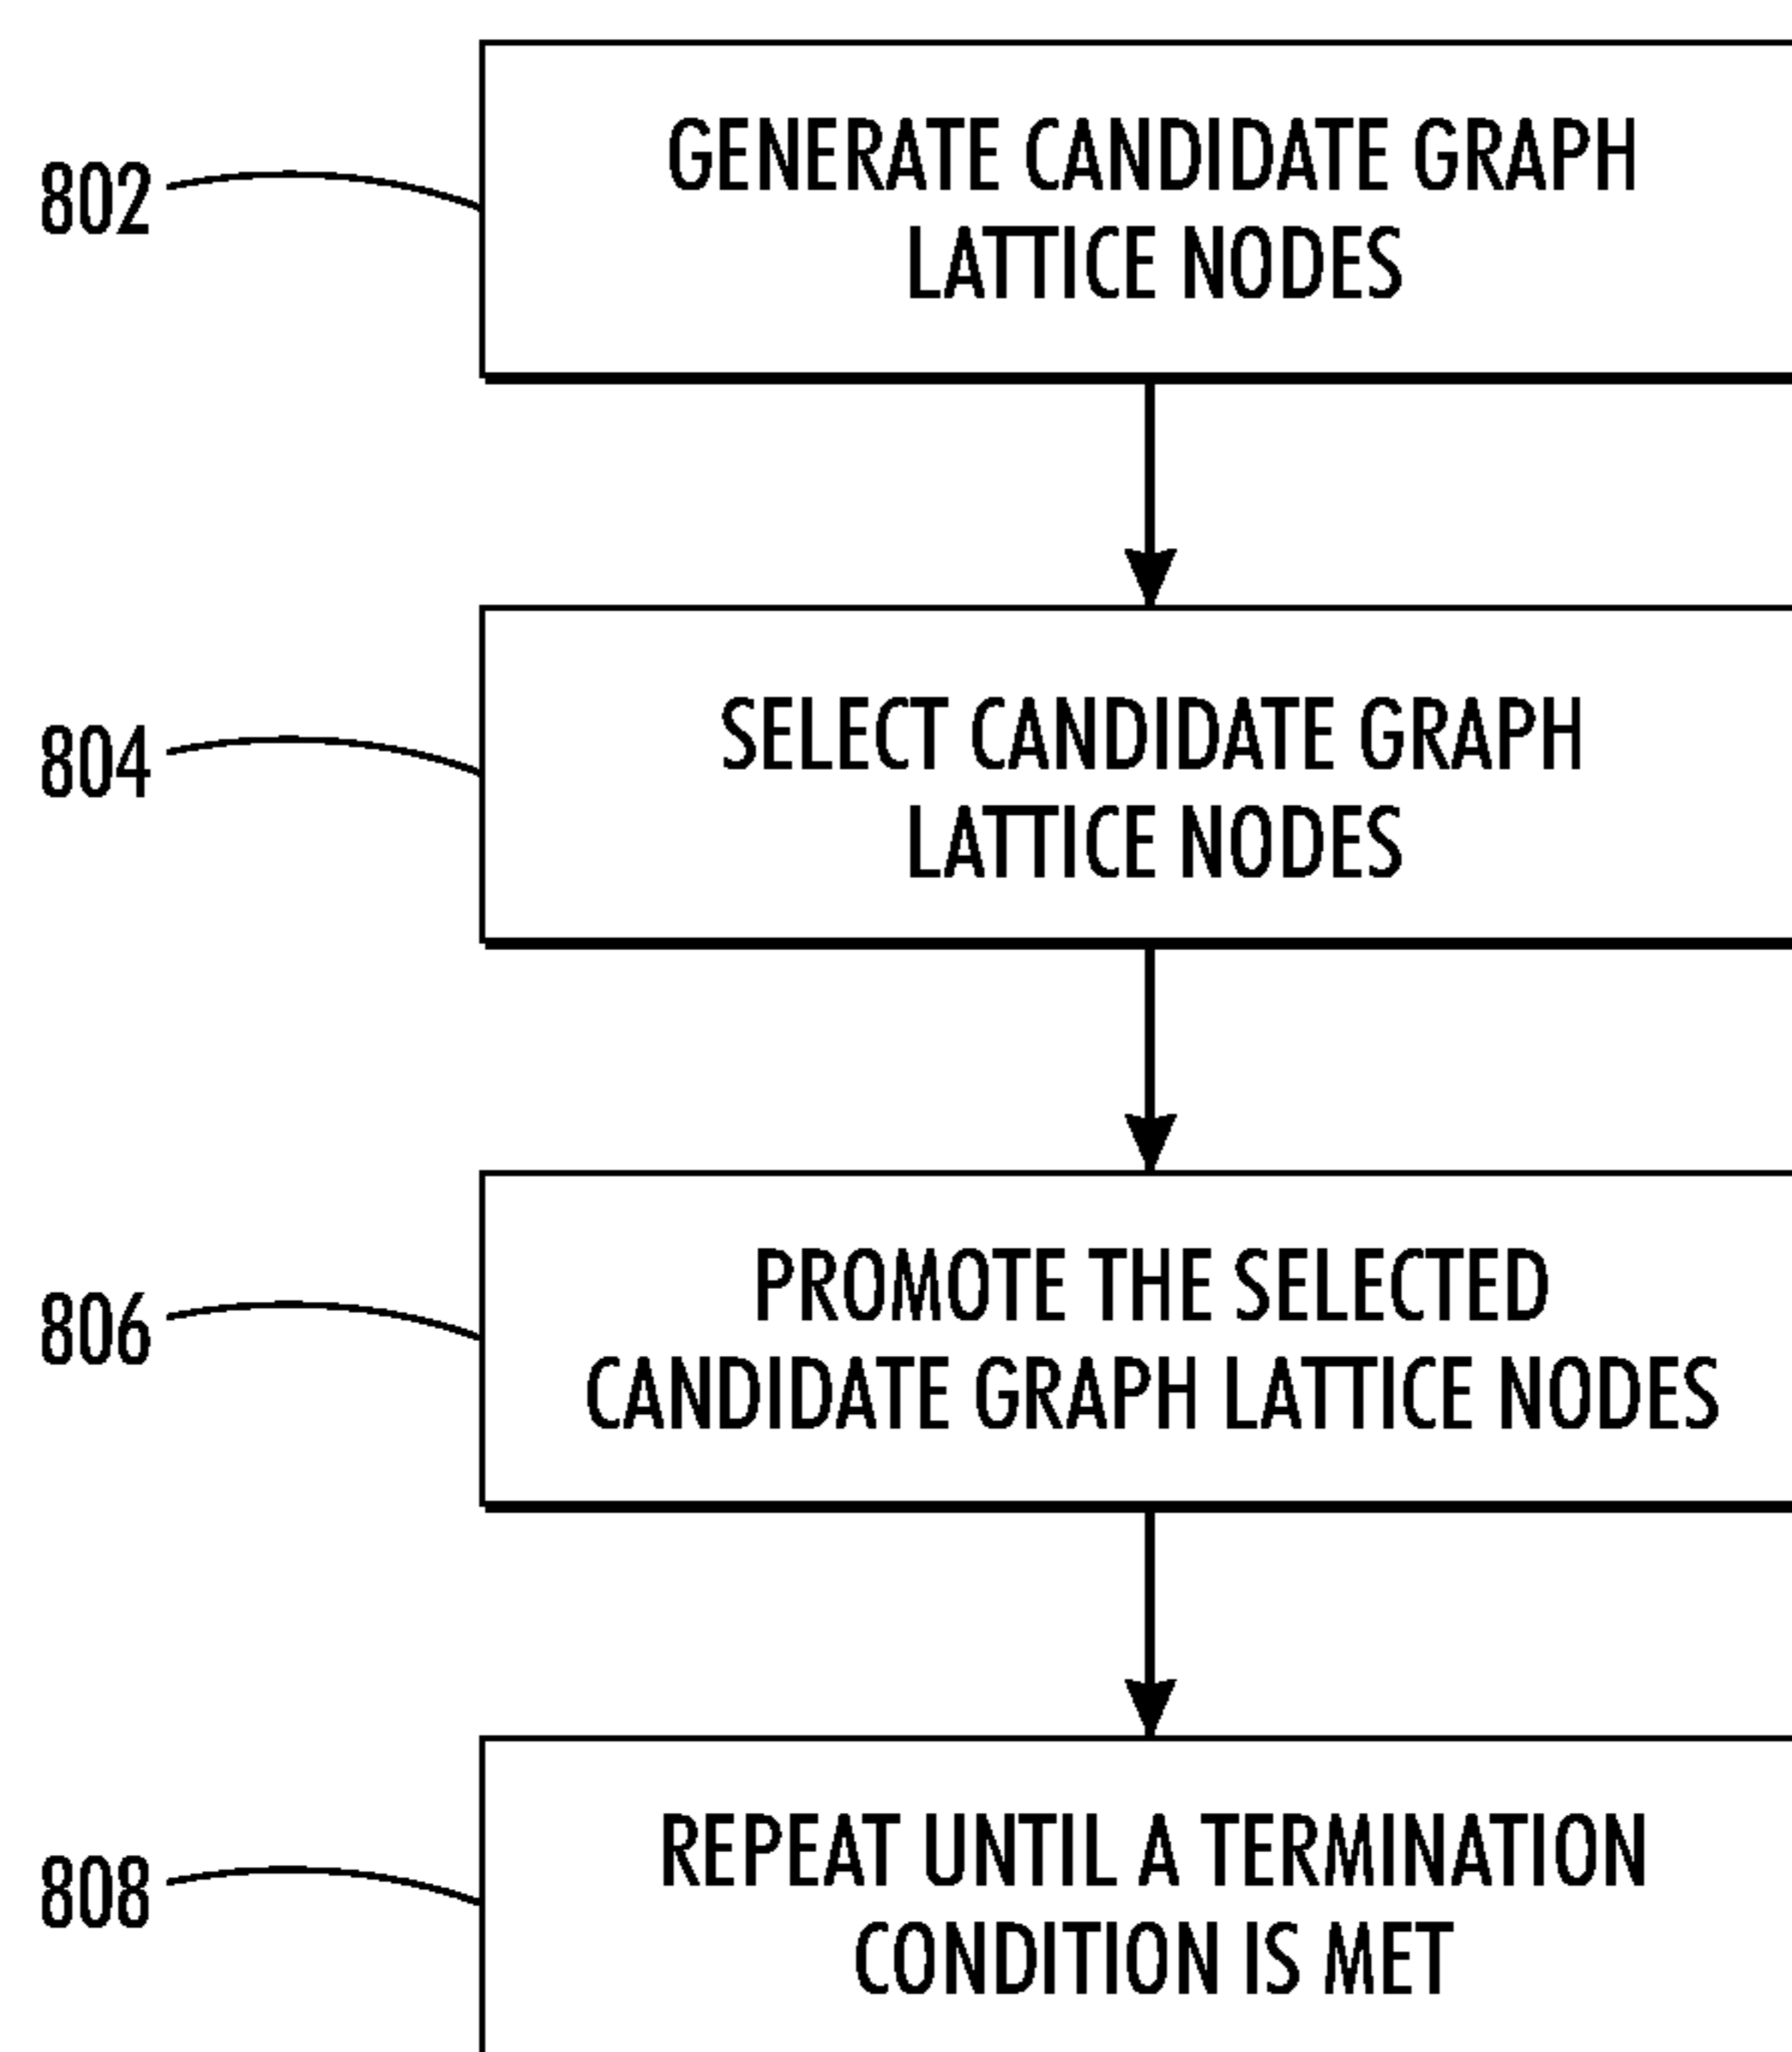 802
GENERATE CANDIDATE GRAPH
LATTICE NODES
804
SELECT CANDIDATE GRAPH
LATTICE NODES
806
PROMOTE THE SELECTED
CANDIDATE GRAPH LATTICE NODES
808
REPEAT UNTIL A TERMINATION
CONDITION IS MET